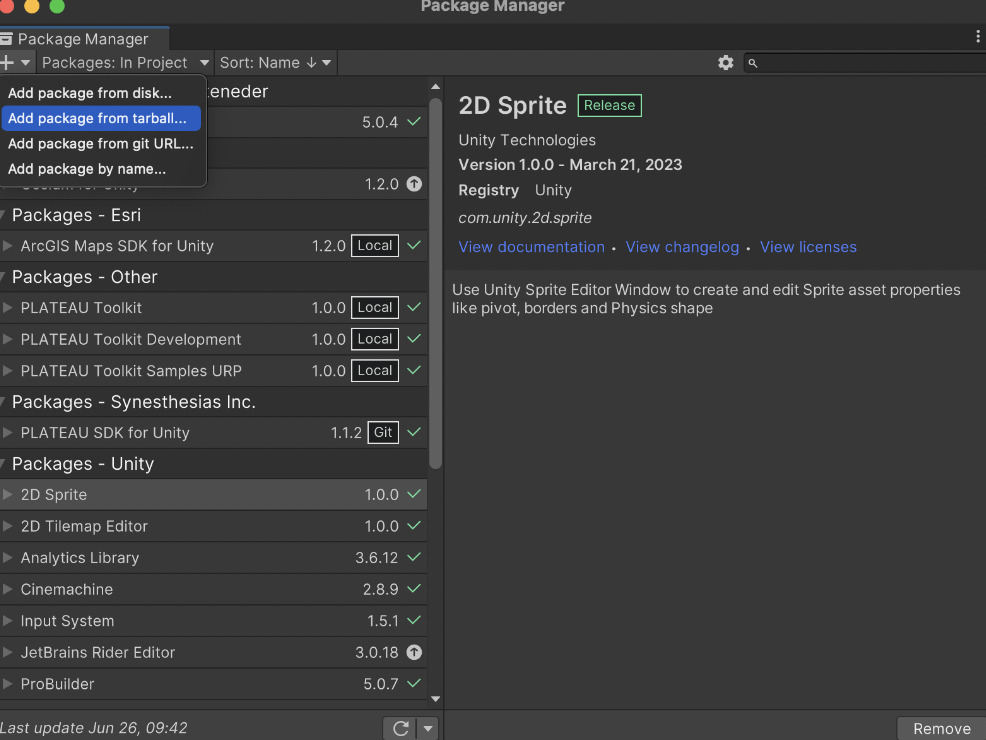 Package Manager
Package Manager
Packages: In Project
Sort: Name ↓
Add package from disk...
Add package from tarball...
Add package from git URL...
Add package by name...
5.0.4
1.2.0
Packages - Esri
ArcGIS Maps SDK for Unity 1.2.0 Local
Packages - Other
PLATEAU Toolkit 1.0.0 Local
PLATEAU Toolkit Development 1.0.0 Local
PLATEAU Toolkit Samples URP 1.0.0 Local
Packages - Synesthesias Inc.
PLATEAU SDK for Unity 1.1.2 Git
Packages - Unity
2D Sprite 1.0.0
2D Tilemap Editor 1.0.0
Analytics Library 3.6.12
Cinemachine 2.8.9
Input System 1.5.1
JetBrains Rider Editor 3.0.18
ProBuilder 5.0.7
Last update Jun 26, 09:42
2D Sprite Release
Unity Technologies
Version 1.0.0 - March 21, 2023
Registry Unity
com.unity.2d.sprite
View documentation • View changelog • View licenses
Use Unity Sprite Editor Window to create and edit Sprite asset properties
like pivot, borders and Physics shape
Remove